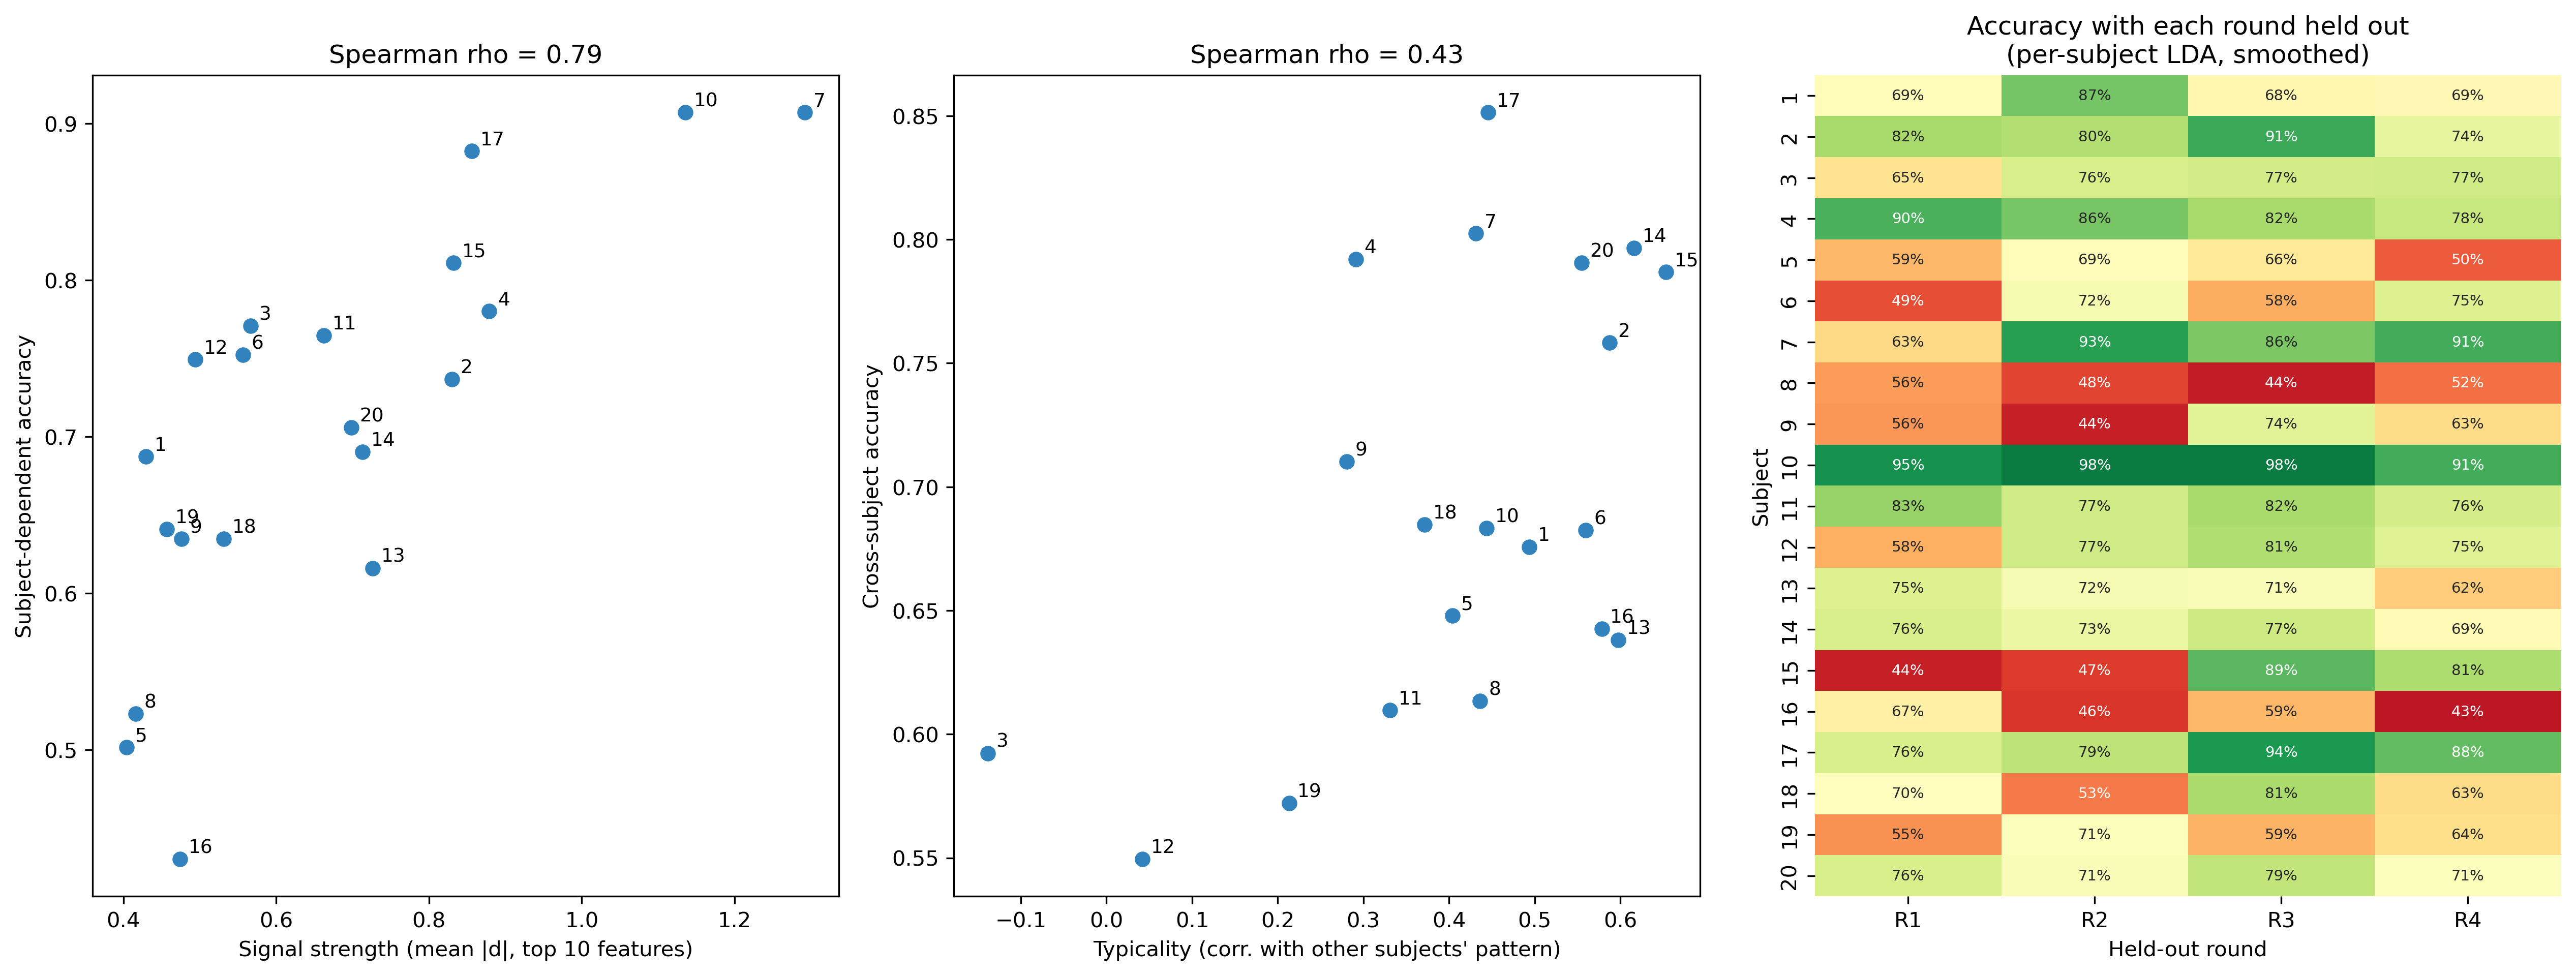 Spearman rho = 0.79
Subject-dependent accuracy
0.9
0.8
0.7
0.6
0.5
10
7
17
15
4
3
11
12
6
2
20
14
1
19
9
18
13
8
5
16
0.4
0.6
0.8
1.0
1.2
Signal strength (mean |d|, top 10 features)
Spearman rho = 0.43
Cross-subject accuracy
0.85
0.80
0.75
0.70
0.65
0.60
0.55
17
7
4
14
20
15
2
9
18
10
6
1
5
16
13
8
11
3
19
12
−0.1
0.0
0.1
0.2
0.3
0.4
0.5
0.6
Typicality (corr. with other subjects' pattern)
Accuracy with each round held out
(per-subject LDA, smoothed)
Subject
1 69% 87% 68% 69%
2 82% 80% 91% 74%
3 65% 76% 77% 77%
4 90% 86% 82% 78%
5 59% 69% 66% 50%
6 49% 72% 58% 75%
7 63% 93% 86% 91%
8 56% 48% 44% 52%
9 56% 44% 74% 63%
10 95% 98% 98% 91%
11 83% 77% 82% 76%
12 58% 77% 81% 75%
13 75% 72% 71% 62%
14 76% 73% 77% 69%
15 44% 47% 89% 81%
16 67% 46% 59% 43%
17 76% 79% 94% 88%
18 70% 53% 81% 63%
19 55% 71% 59% 64%
20 76% 71% 79% 71%
R1 R2 R3 R4
Held-out round